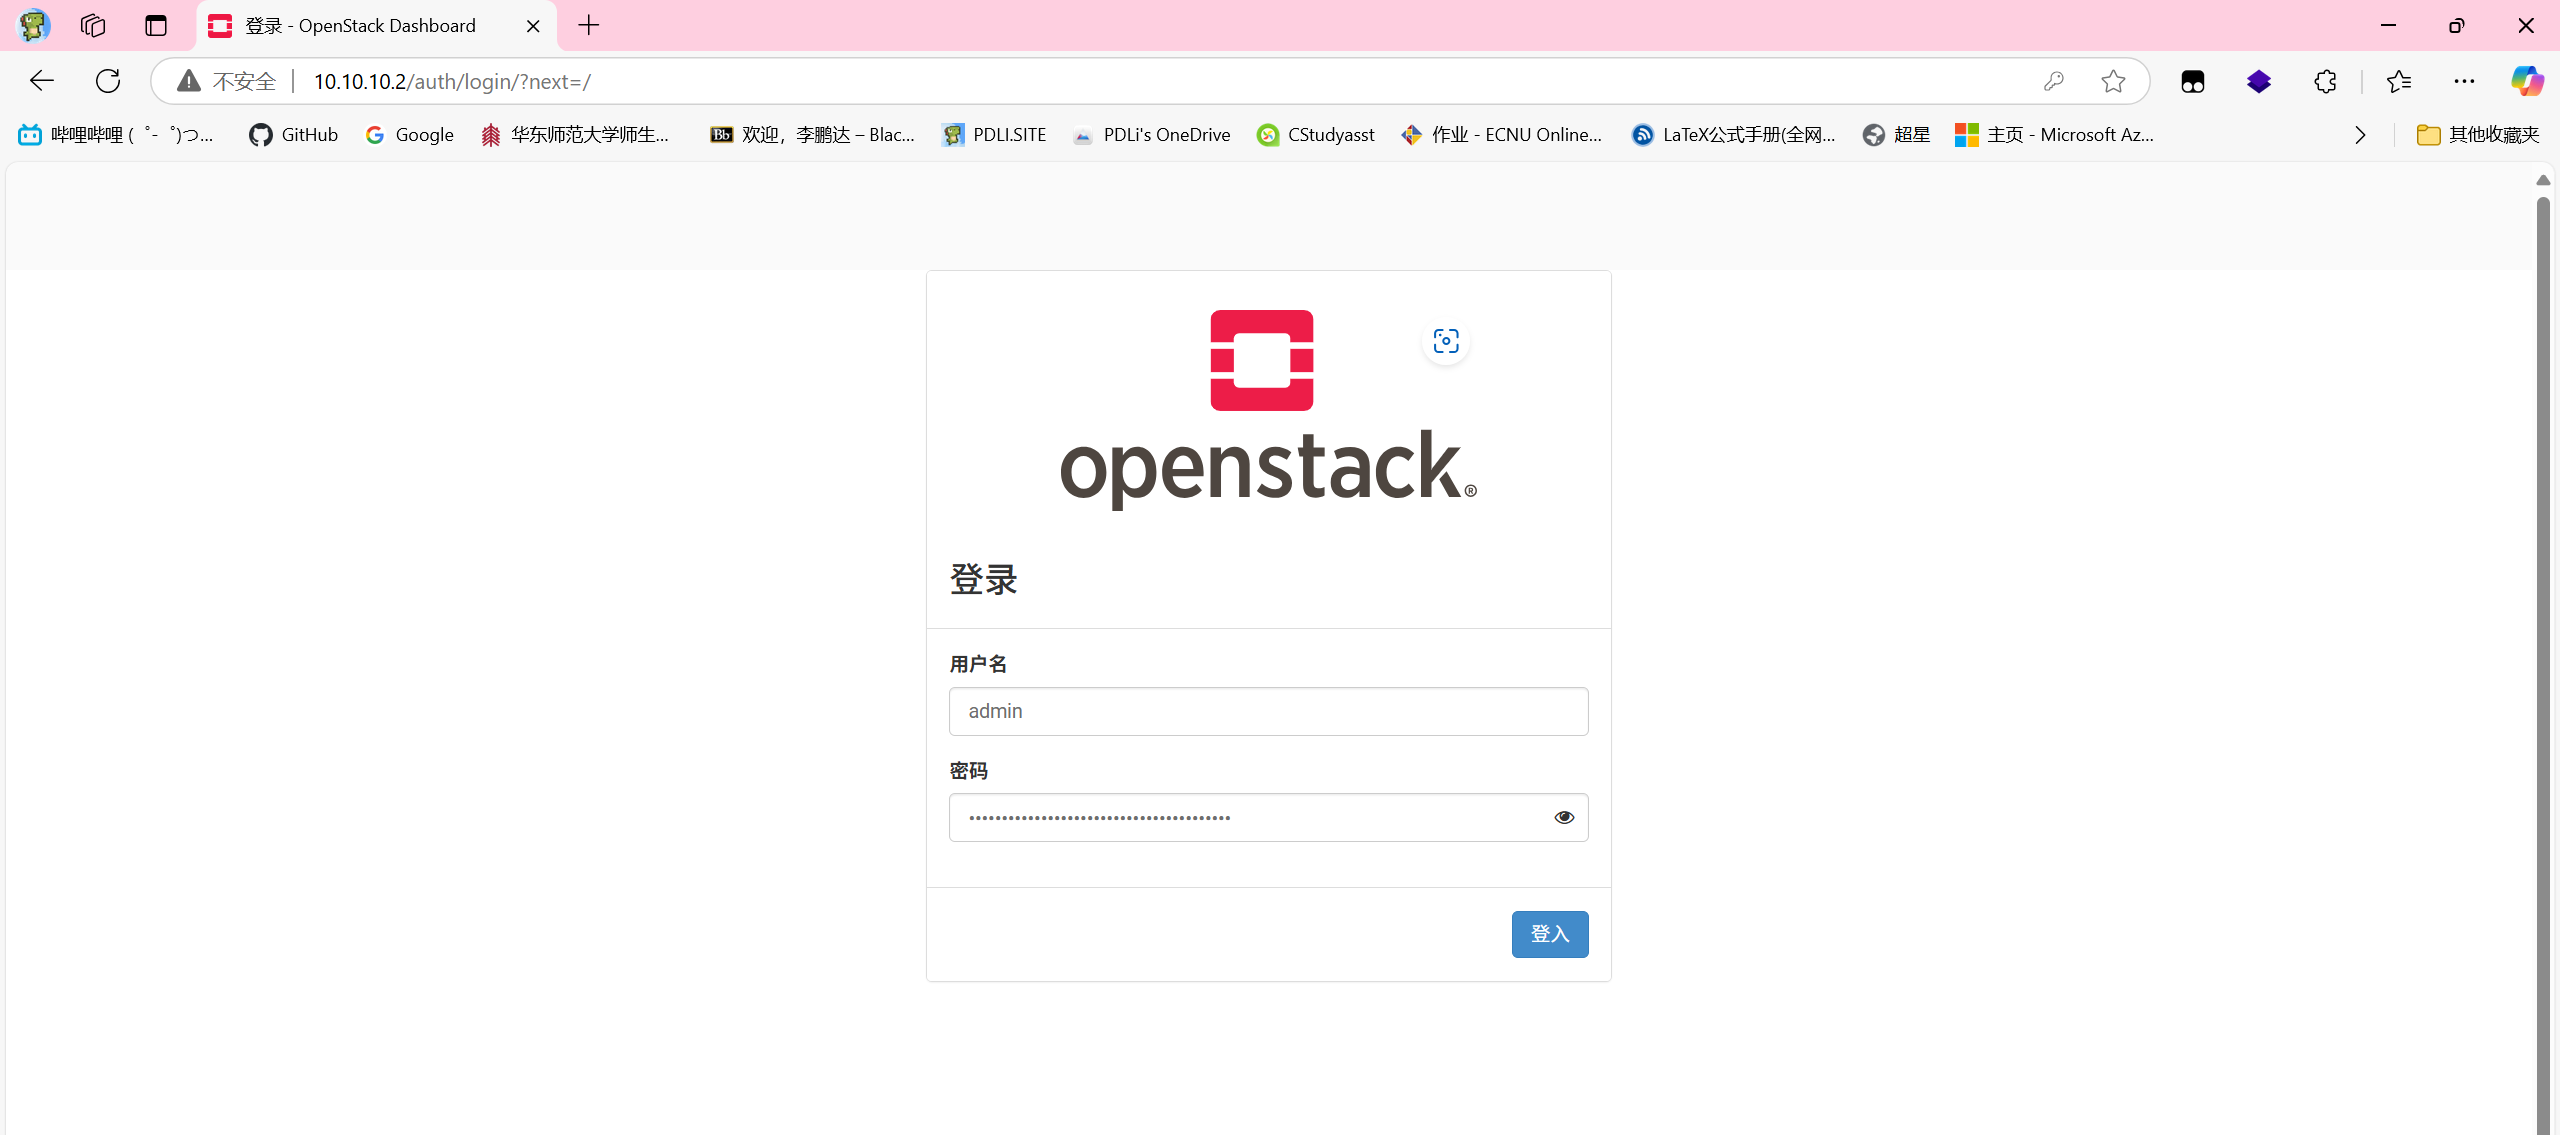 登录 - OpenStack Dashboard
不安全 10.10.10.2/auth/login/?next=/
哔哩哔哩 (゜-゜)つ... GitHub Google 华东师范大学师生... Bb 欢迎，李鹏达 – Blac... PDLI.SITE PDLi's OneDrive CStudyasst 作业 - ECNU Online... LaTeX公式手册(全网... 超星 主页 - Microsoft Az... 其他收藏夹
openstack®
登录
用户名
admin
密码
登入